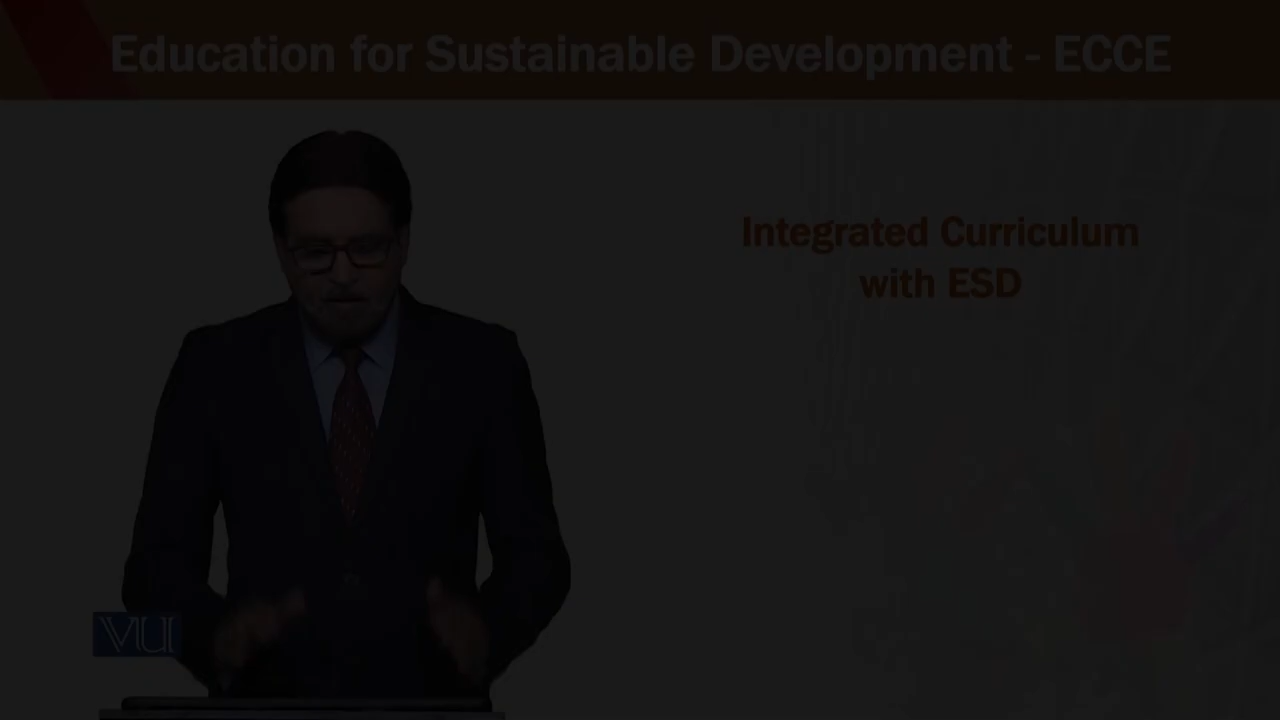 Education for Sustainable Development - ECCE
Integrated Curriculum
with ESD
VU